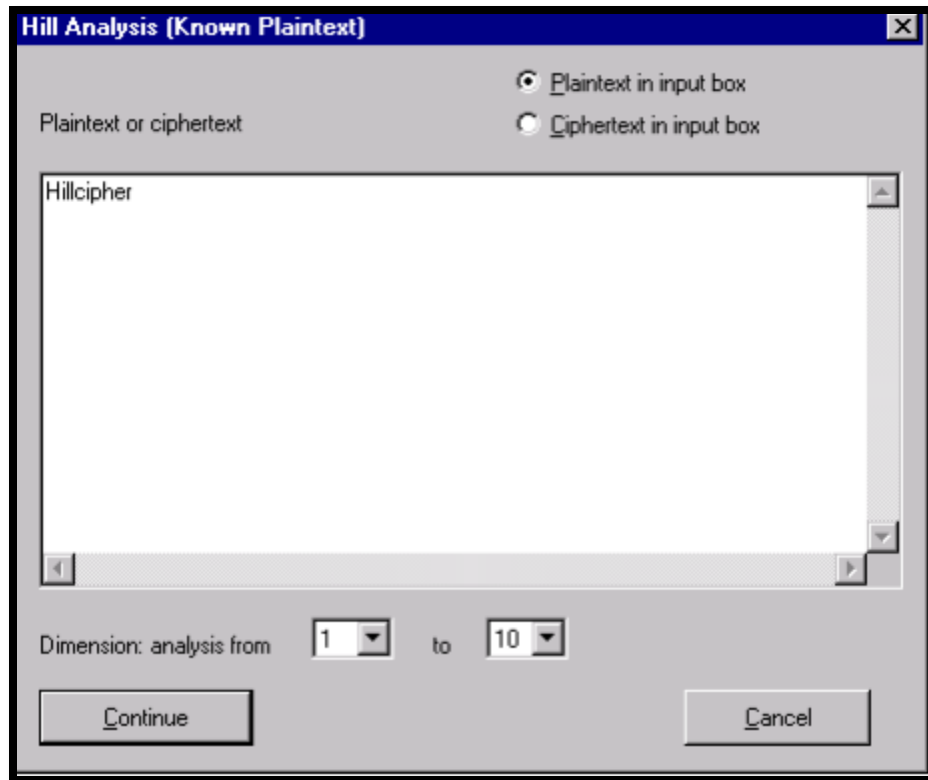 Hill Analysis (Known Plaintext)
Plaintext in input box
Plaintext or ciphertext
Ciphertext in input box
Hillcipher
Dimension: analysis from 1 to 10
Continue Cancel